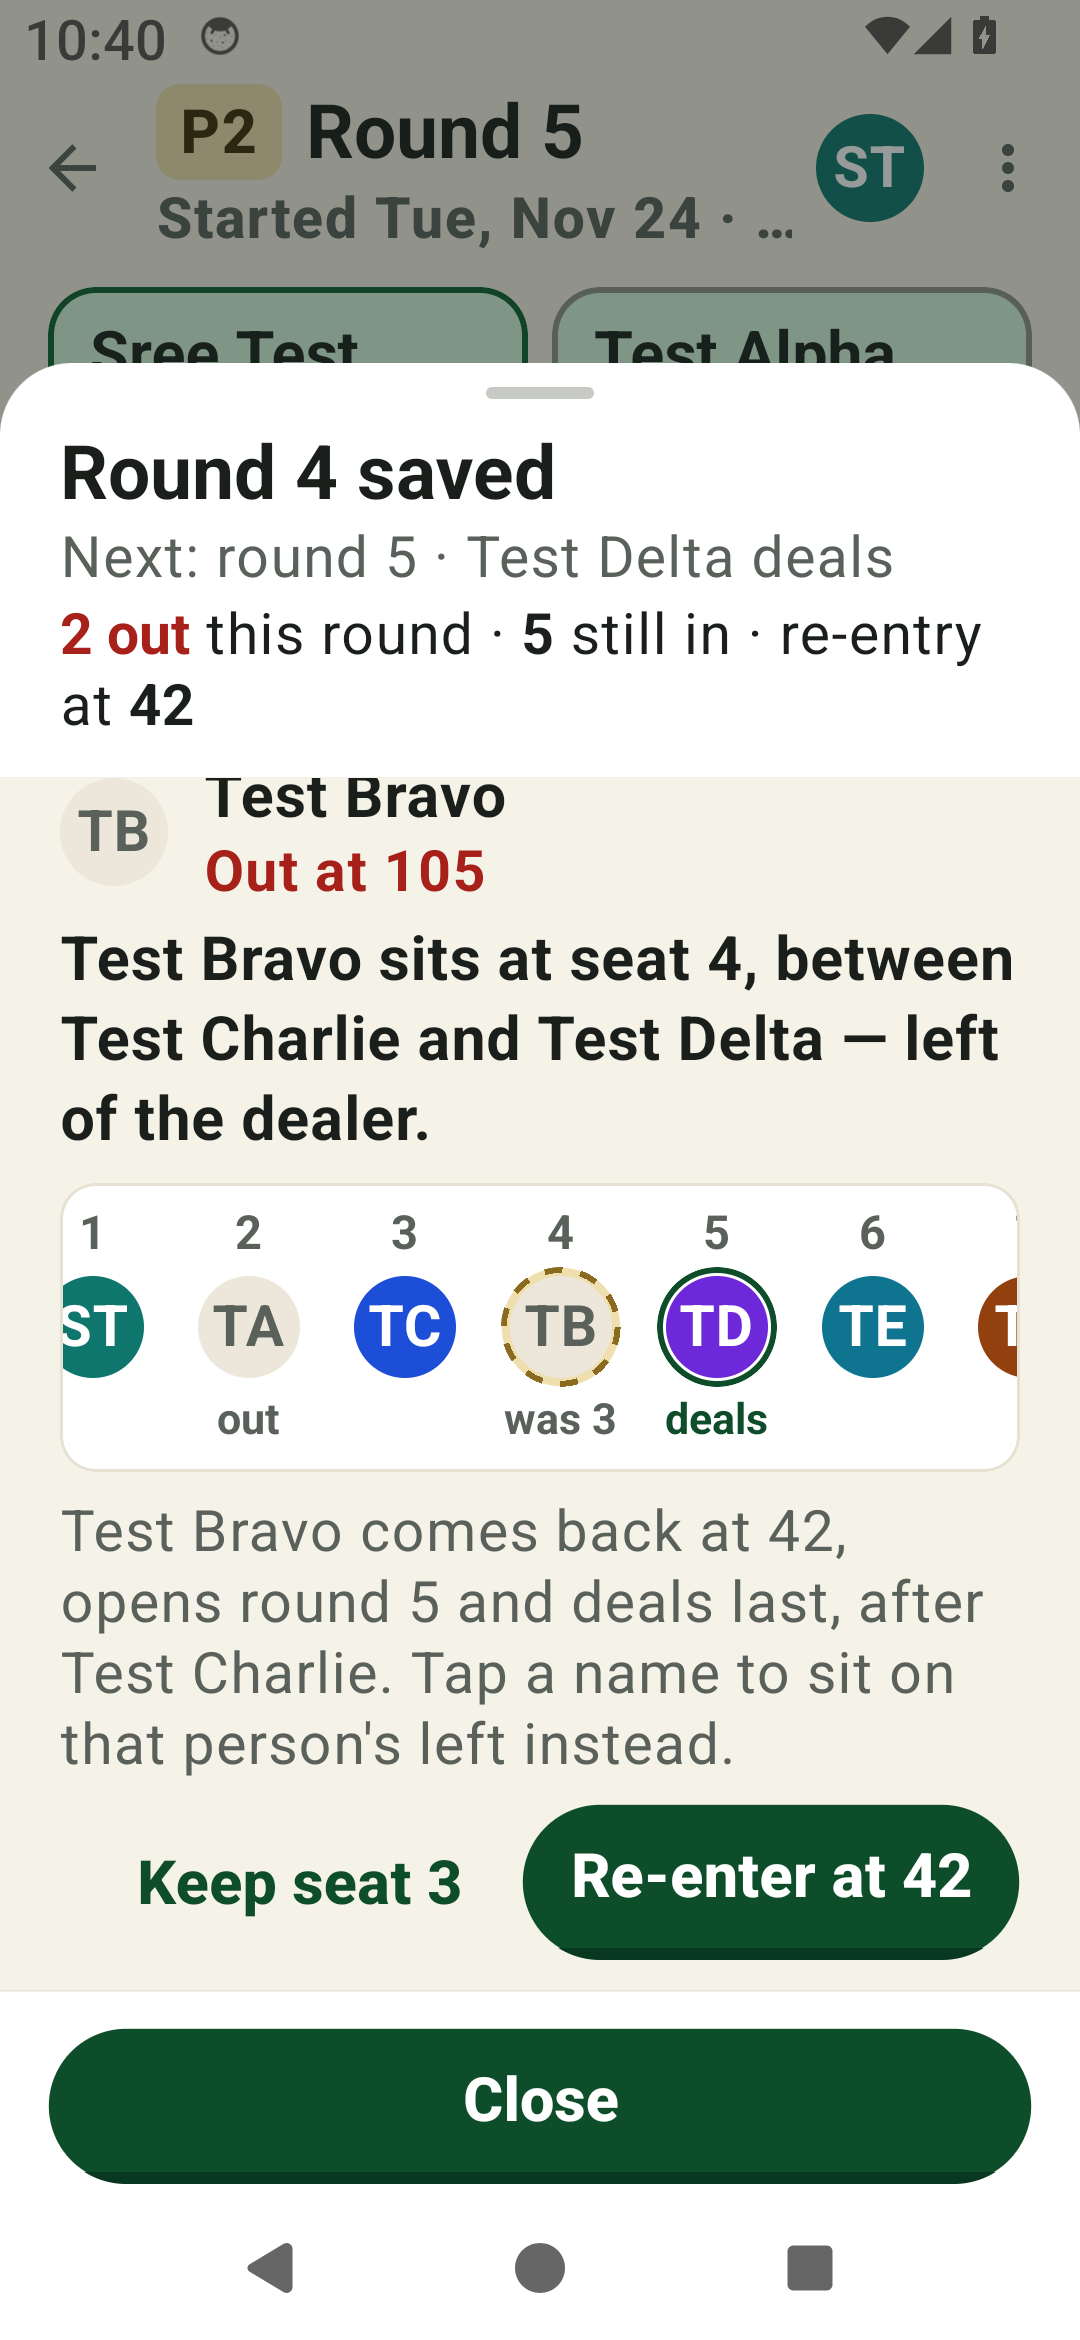 10:40
P2 Round 5
ST
Started Tue, Nov 24 · …
Sree Test
Test Alpha
Round 4 saved
Next: round 5 · Test Delta deals
2 out this round · 5 still in · re-entry
at 42
TB
Test Bravo
Out at 105
Test Bravo sits at seat 4, between
Test Charlie and Test Delta — left
of the dealer.
1 2 3 4 5 6
ST TA TC TB TD TE
out was 3 deals
Test Bravo comes back at 42,
opens round 5 and deals last, after
Test Charlie. Tap a name to sit on
that person's left instead.
Keep seat 3
Re-enter at 42
Close